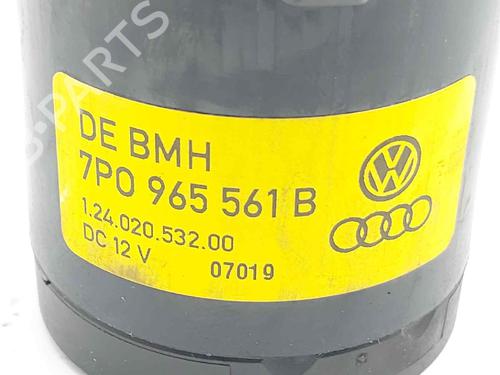 DE BMH
7P0 965 561 B
1.24.020.532.00
DC 12 V 07019